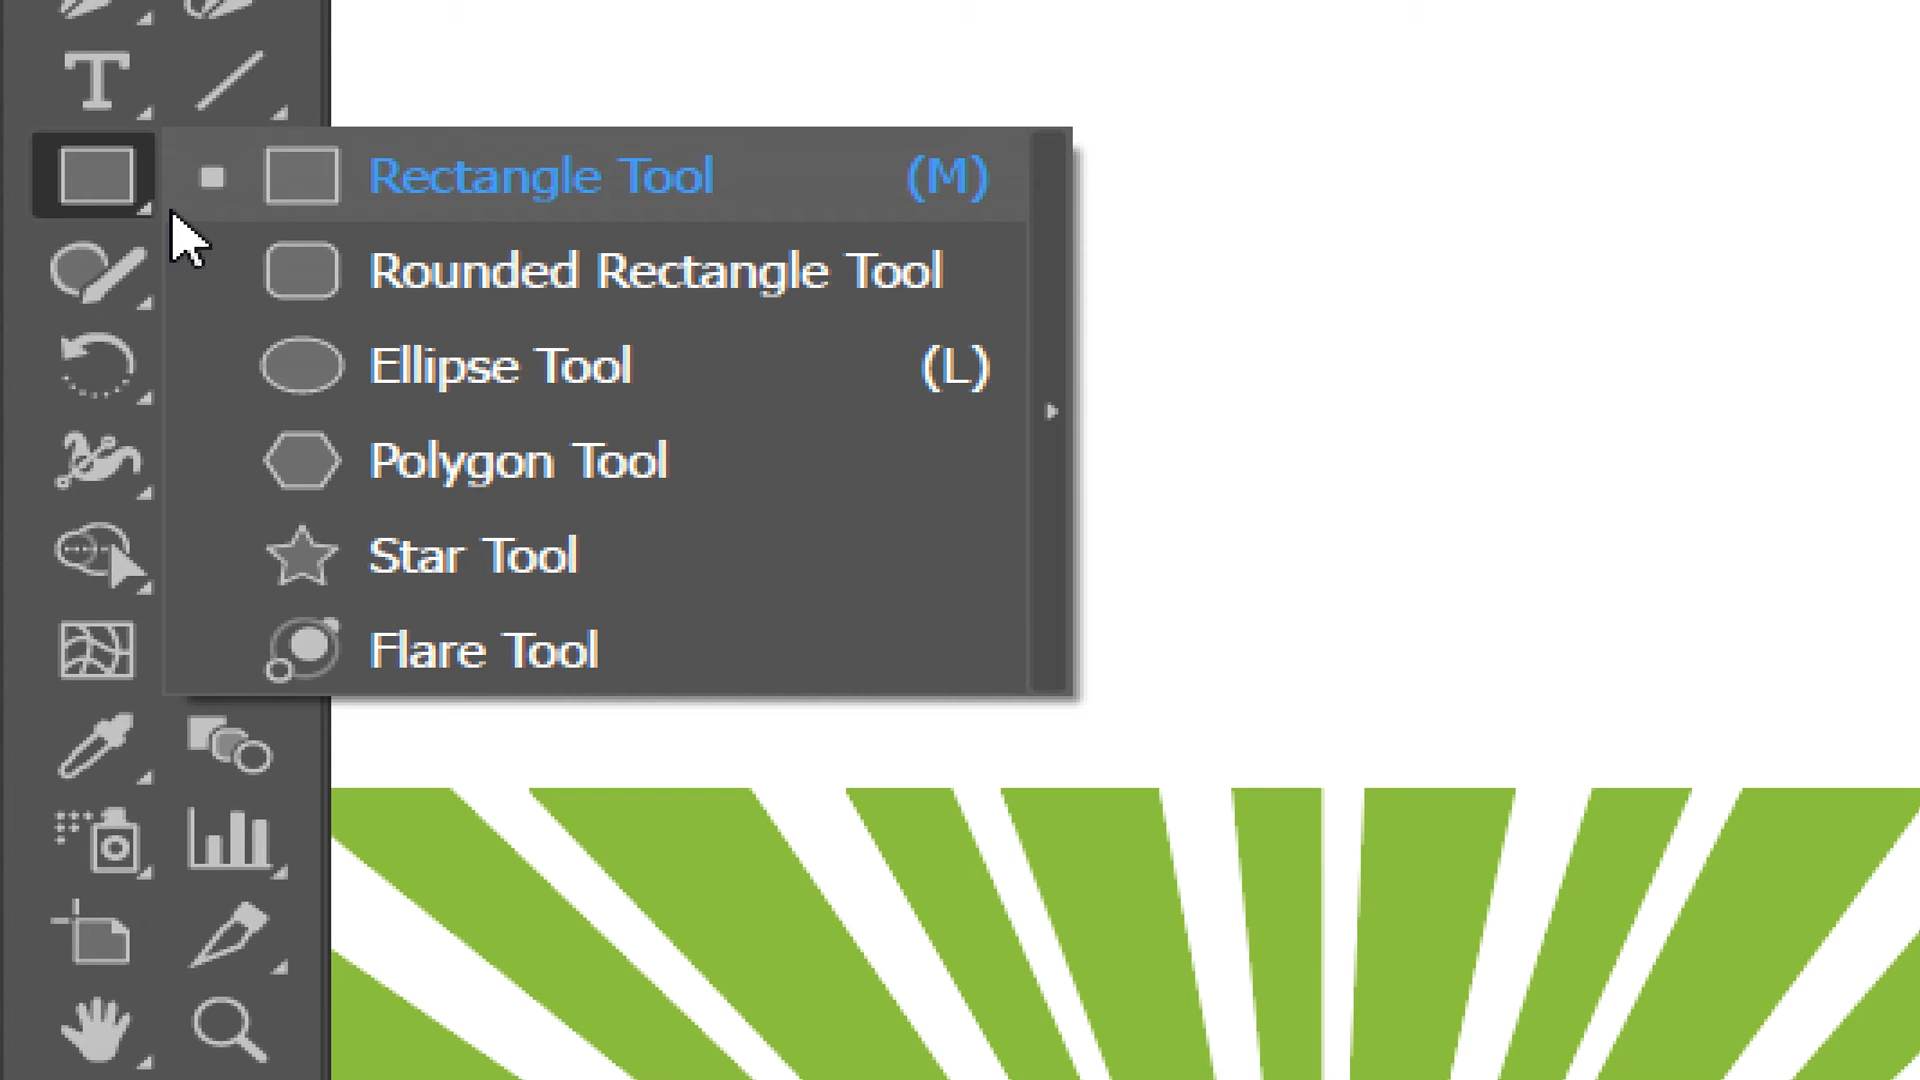 Rectangle Tool (M)
Rounded Rectangle Tool
Ellipse Tool (L)
Polygon Tool
Star Tool
Flare Tool